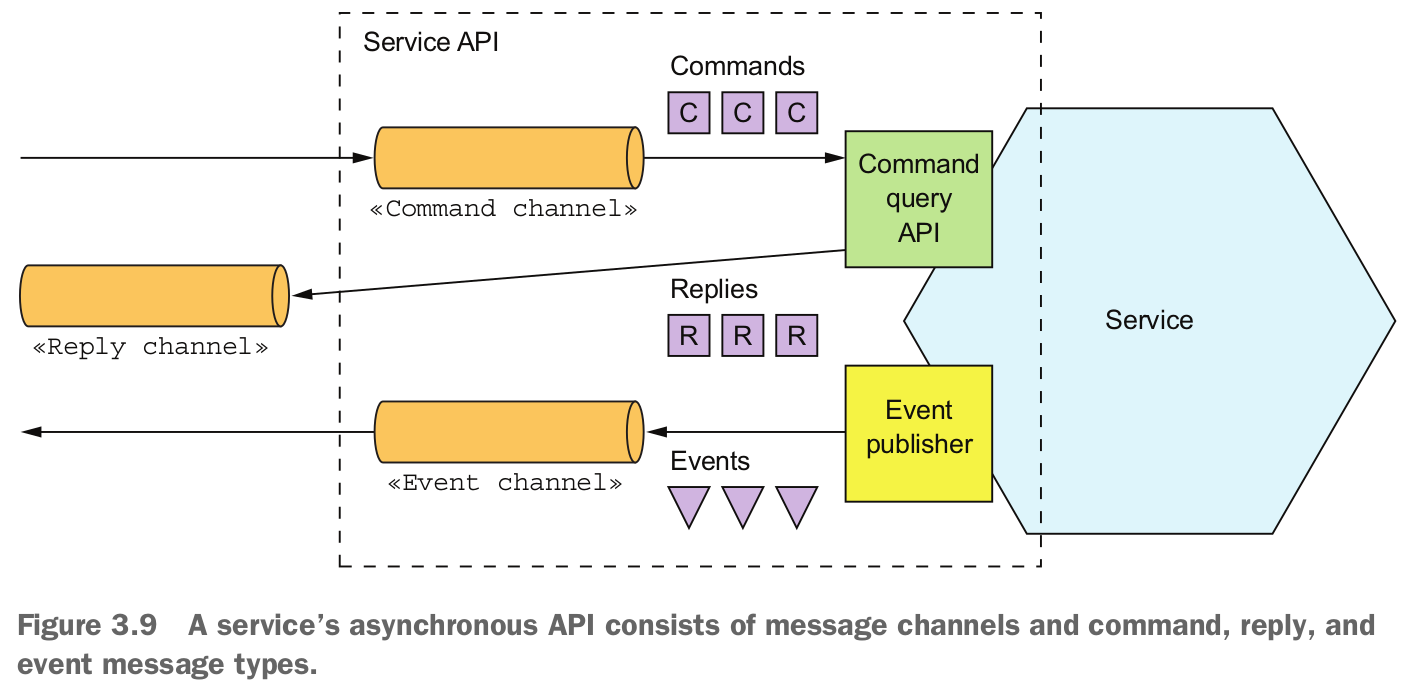 Service API
Commands
C C C
Command
query
API
«Command channel»
Replies
R R R
«Reply channel»
Service
Event
publisher
Events
«Event channel»
Figure 3.9 A service's asynchronous API consists of message channels and command, reply, and
event message types.